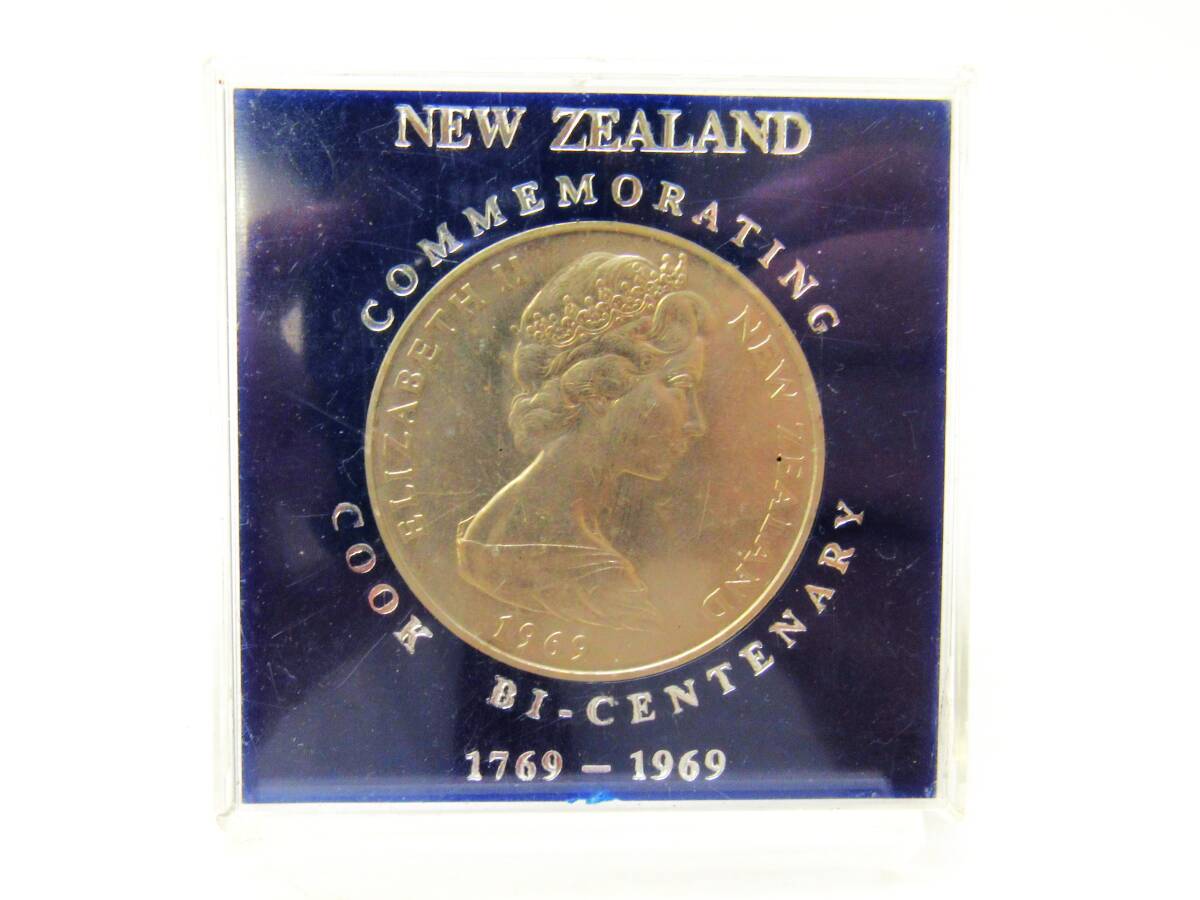 NEW ZEALAND
COMMEMORATING
ELIZABETH II
NEW ZEALAND
1969
COOK BI-CENTENARY
1769 – 1969